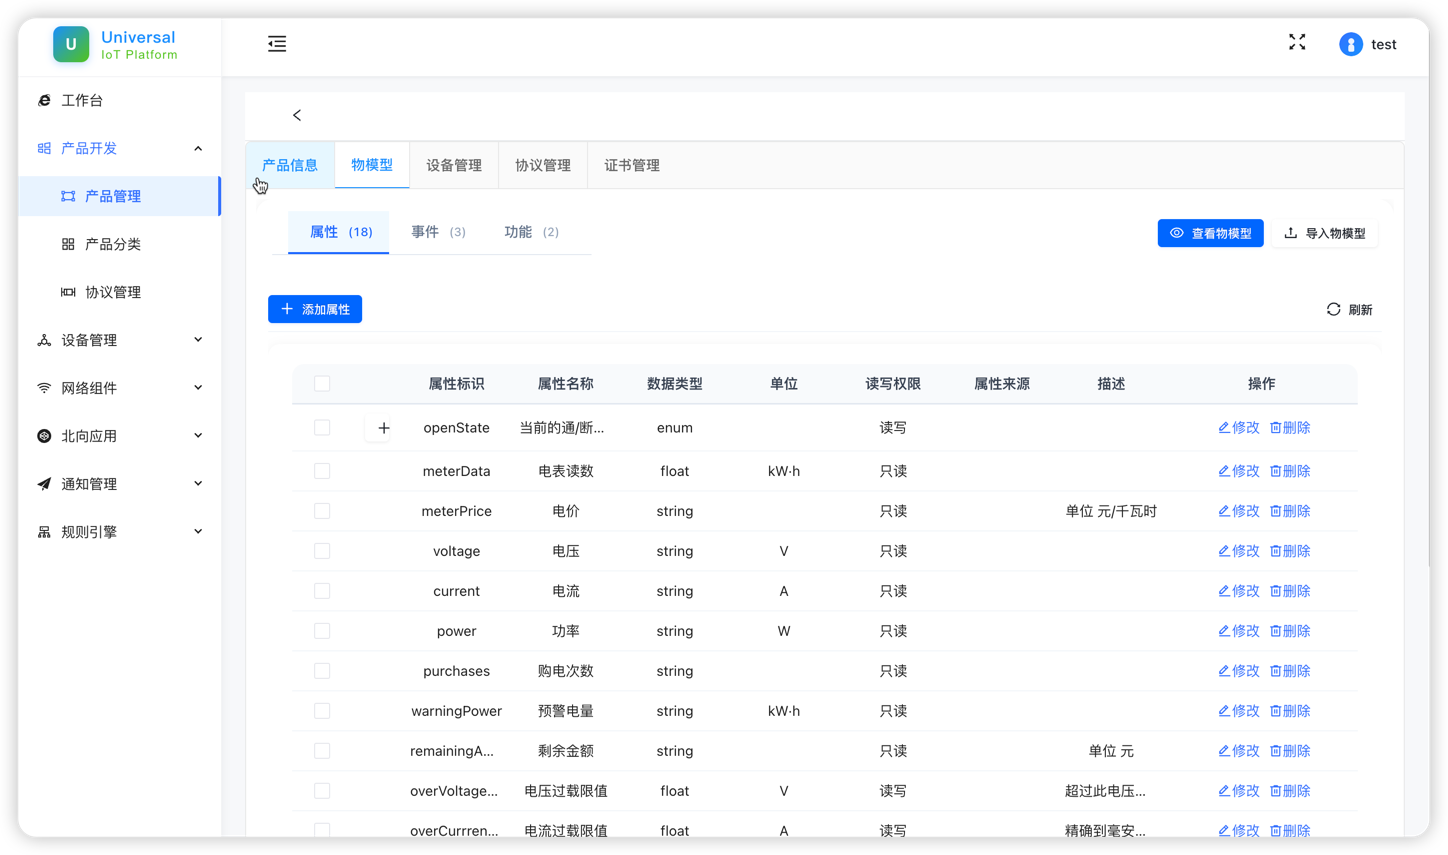 U
Universal
IoT Platform
test
工作台
产品开发
产品管理
产品分类
协议管理
设备管理
网络组件
北向应用
通知管理
规则引擎
产品信息 物模型 设备管理 协议管理 证书管理
属性 (18) 事件 (3) 功能 (2)
查看物模型 导入物模型
添加属性 刷新
属性标识 属性名称 数据类型 单位 读写权限 属性来源 描述 操作
openState 当前的通/断... enum 读写 修改 删除
meterData 电表读数 float kW·h 只读 修改 删除
meterPrice 电价 string 只读 单位 元/千瓦时 修改 删除
voltage 电压 string V 只读 修改 删除
current 电流 string A 只读 修改 删除
power 功率 string W 只读 修改 删除
purchases 购电次数 string 只读 修改 删除
warningPower 预警电量 string kW·h 只读 修改 删除
remainingA... 剩余金额 string 只读 单位 元 修改 删除
overVoltage... 电压过载限值 float V 读写 超过此电压... 修改 删除
overCurrren... 电流过载限值 float A 读写 精确到毫安... 修改 删除